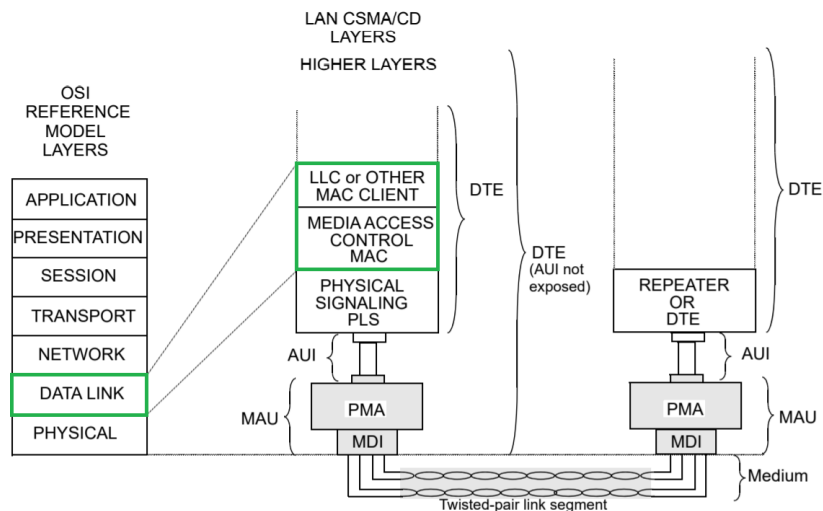 LAN CSMA/CD
LAYERS
HIGHER LAYERS
OSI
REFERENCE
MODEL
LAYERS
APPLICATION
PRESENTATION
SESSION
TRANSPORT
NETWORK
DATA LINK
PHYSICAL
LLC or OTHER
MAC CLIENT
MEDIA ACCESS
CONTROL
MAC
PHYSICAL
SIGNALING
PLS
DTE
AUI
MAU
PMA
MDI
DTE
(AUI not
exposed)
REPEATER
OR
DTE
DTE
AUI
PMA
MDI
MAU
Medium
Twisted-pair link segment